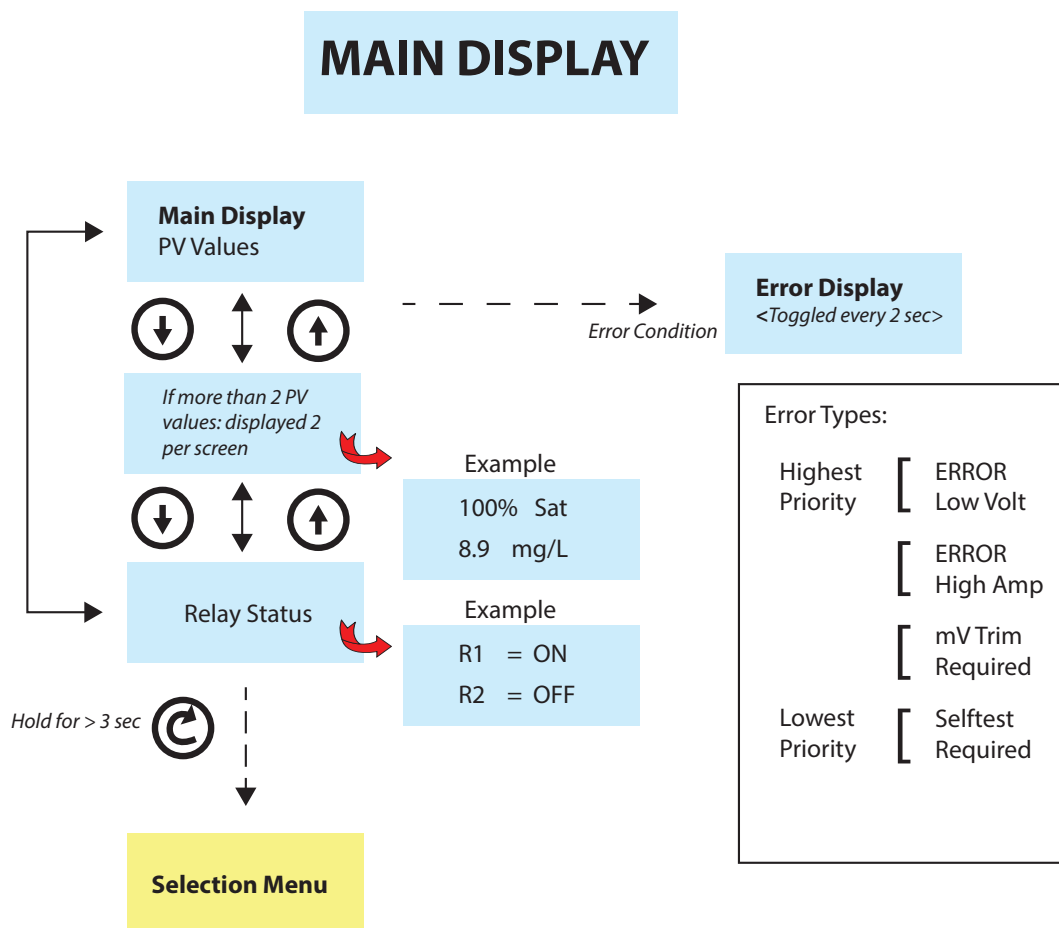 MAIN DISPLAY
Main Display
PV Values
Error Condition
Error Display
<Toggled every 2 sec>
If more than 2 PV
values: displayed 2
per screen
Example
100% Sat
8.9 mg/L
Relay Status
Example
R1 = ON
R2 = OFF
Hold for > 3 sec
Selection Menu
Error Types:
Highest
Priority
ERROR
Low Volt
ERROR
High Amp
mV Trim
Required
Lowest
Priority
Selftest
Required